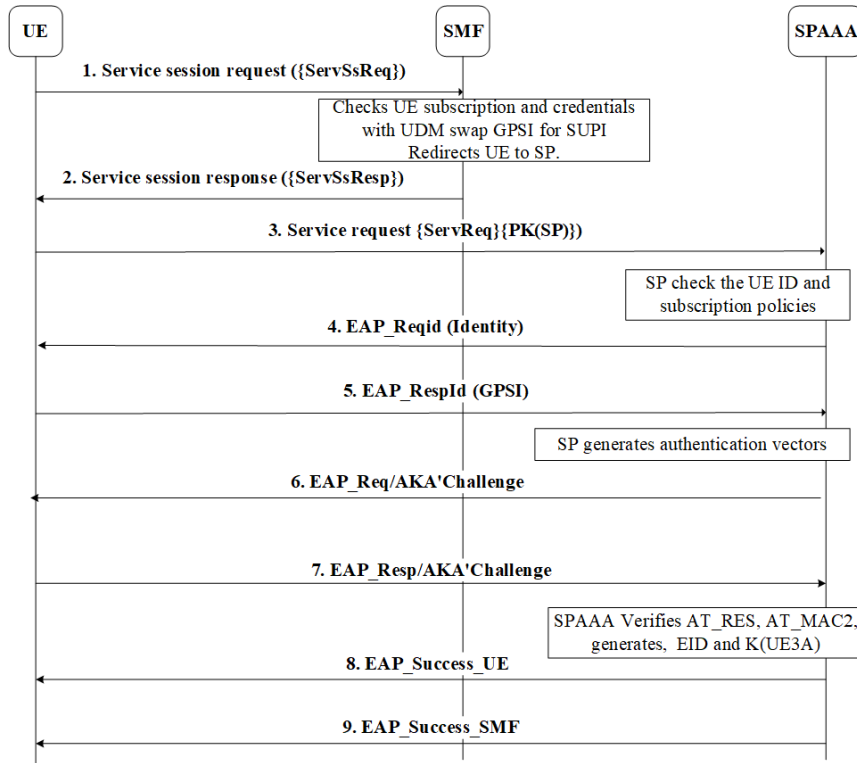 UE
SMF
SPAAA
1. Service session request ({ServSsReq})
Checks UE subscription and credentials
with UDM swap GPSI for SUPI
Redirects UE to SP.
2. Service session response ({ServSsResp})
3. Service request {ServReq}{PK(SP)})
SP check the UE ID and
subscription policies
4. EAP_Reqid (Identity)
5. EAP_RespId (GPSI)
SP generates authentication vectors
6. EAP_Req/AKA'Challenge
7. EAP_Resp/AKA'Challenge
SPAAA Verifies AT_RES, AT_MAC2,
generates, EID and K(UE3A)
8. EAP_Success_UE
9. EAP_Success_SMF